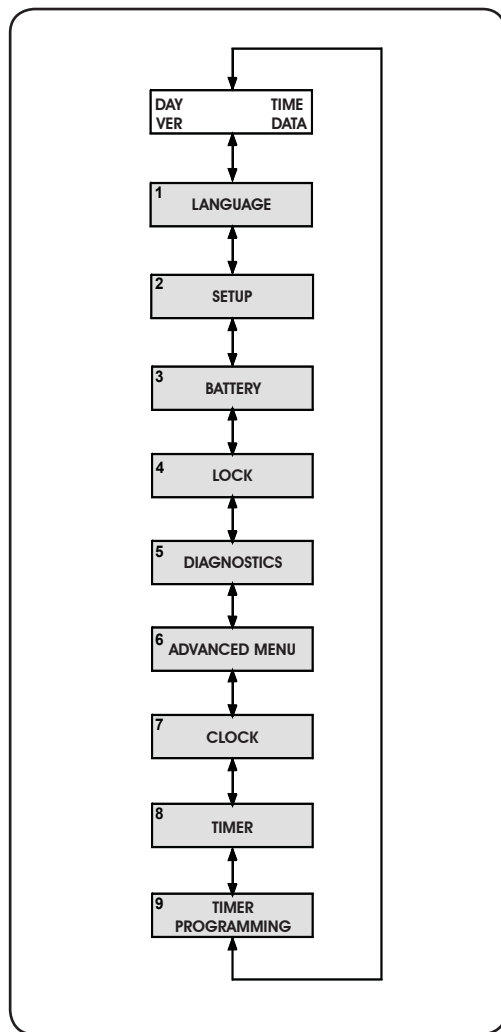 DAY TIME
VER DATA
1 LANGUAGE
2 SETUP
3 BATTERY
4 LOCK
5 DIAGNOSTICS
6 ADVANCED MENU
7 CLOCK
8 TIMER
9 TIMER
PROGRAMMING